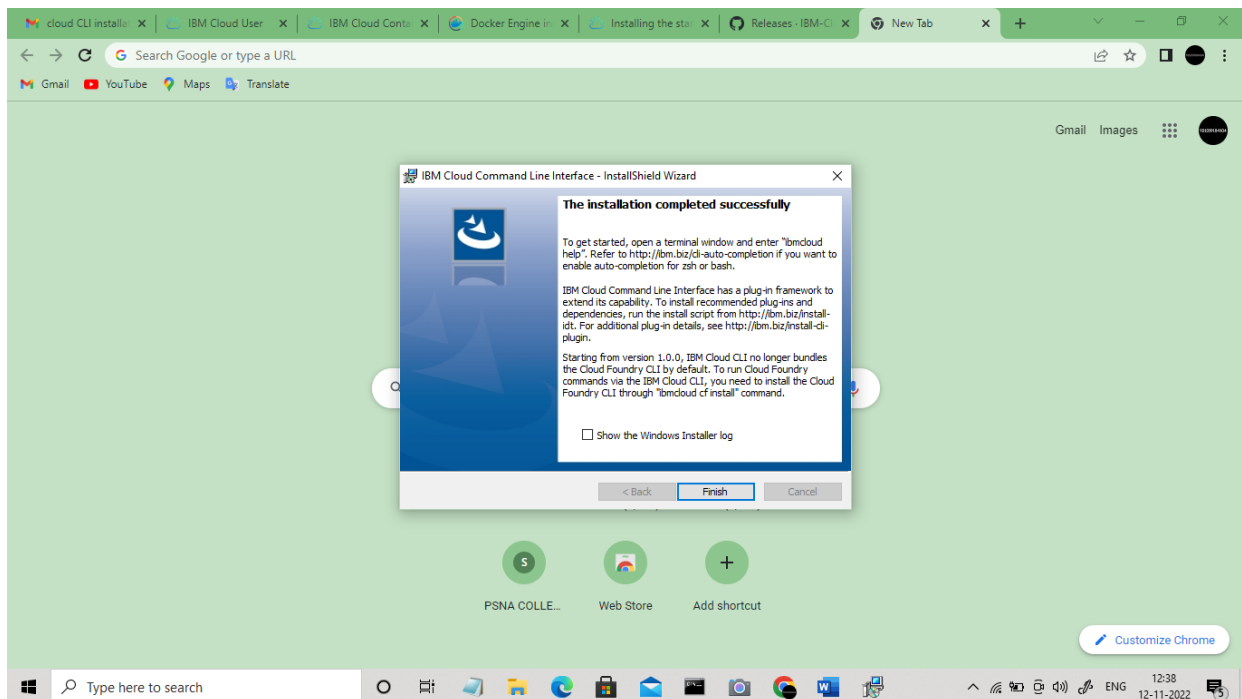 cloud CLI installat
IBM Cloud User
IBM Cloud Conta
Docker Engine in
Installing the star
Releases · IBM-Cl
New Tab
G Search Google or type a URL
Gmail YouTube Maps Translate
Gmail Images
IBM Cloud Command Line Interface - InstallShield Wizard
The installation completed successfully
To get started, open a terminal window and enter "ibmcloud
help". Refer to http://ibm.biz/cli-auto-completion if you want to
enable auto-completion for zsh or bash.
IBM Cloud Command Line Interface has a plug-in framework to
extend its capability. To install recommended plug-ins and
dependencies, run the install script from http://ibm.biz/install-
idt. For additional plug-in details, see http://ibm.biz/install-cli-
plugin.
Starting from version 1.0.0, IBM Cloud CLI no longer bundles
the Cloud Foundry CLI by default. To run Cloud Foundry
commands via the IBM Cloud CLI, you need to install the Cloud
Foundry CLI through "ibmcloud cf install" command.
Show the Windows Installer log
< Back Finish Cancel
S
PSNA COLLE... Web Store Add shortcut
Customize Chrome
Type here to search
ENG
12:38
12-11-2022
5